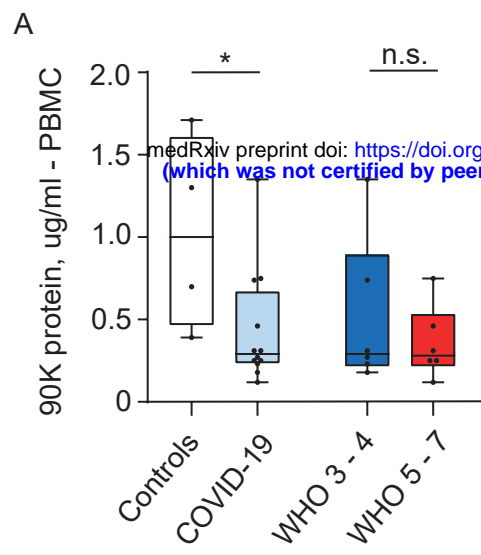 A
* n.s.
2.0
1.5
1.0
0.5
0
90K protein, ug/ml - PBMC
medRxiv preprint doi: https://doi.org
(which was not certified by peer
Controls
COVID-19
WHO 3 - 4
WHO 5 - 7